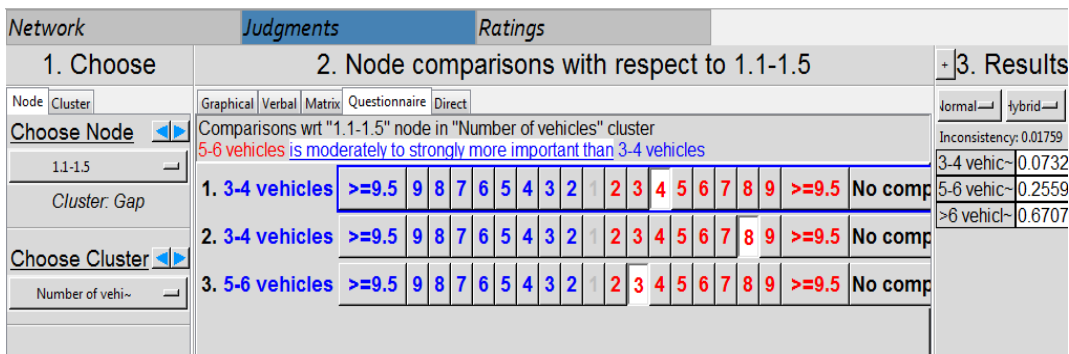 Network Judgments Ratings
1. Choose 2. Node comparisons with respect to 1.1-1.5 + 3. Results
Node Cluster Graphical Verbal Matrix Questionnaire Direct Normal Hybrid
Choose Node Comparisons wrt "1.1-1.5" node in "Number of vehicles" cluster Inconsistency: 0.01759
5-6 vehicles is moderately to strongly more important than 3-4 vehicles
1.1-1.5 1. 3-4 vehicles >=9.5 9 8 7 6 5 4 3 2 1 2 3 4 5 6 7 8 9 >=9.5 No comp 3-4 vehic~ 0.0732
Cluster: Gap 5-6 vehic~ 0.2559
2. 3-4 vehicles >=9.5 9 8 7 6 5 4 3 2 1 2 3 4 5 6 7 8 9 >=9.5 No comp >6 vehicl~ 0.6707
Choose Cluster
Number of vehi~ 3. 5-6 vehicles >=9.5 9 8 7 6 5 4 3 2 1 2 3 4 5 6 7 8 9 >=9.5 No comp